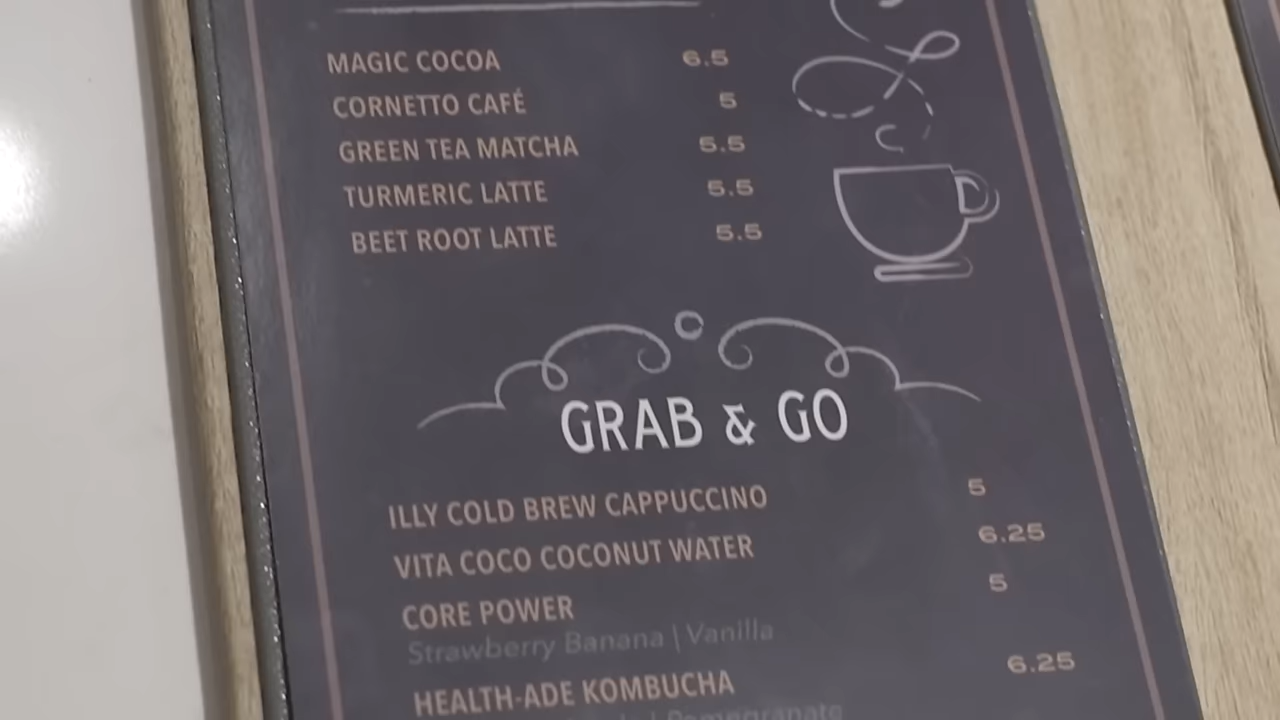 MAGIC COCOA 6.5
CORNETTO CAFÉ 5
GREEN TEA MATCHA 5.5
TURMERIC LATTE 5.5
BEET ROOT LATTE 5.5
GRAB & GO
ILLY COLD BREW CAPPUCCINO 5
VITA COCO COCONUT WATER 6.25
CORE POWER 5
Strawberry Banana | Vanilla
HEALTH-ADE KOMBUCHA 6.25
| Pomegranate